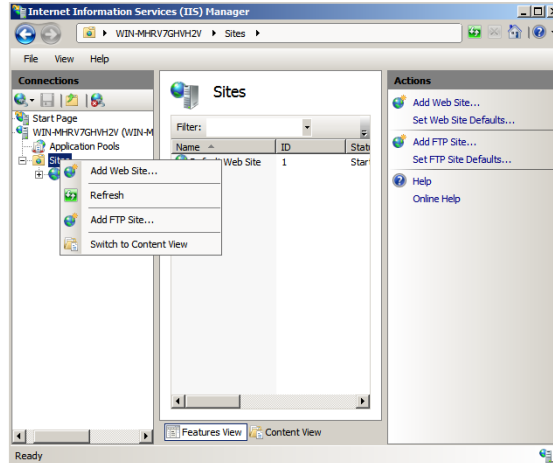 Internet Information Services (IIS) Manager
WIN-MHRV7GHVH2V Sites
File View Help
Connections
Start Page
WIN-MHRV7GHVH2V (WIN-M
Application Pools
Sites
Add Web Site...
Refresh
Add FTP Site...
Switch to Content View
Sites
Filter:
Name ID Stat
Web Site 1 Star
Features View Content View
Actions
Add Web Site...
Set Web Site Defaults...
Add FTP Site...
Set FTP Site Defaults...
Help
Online Help
Ready